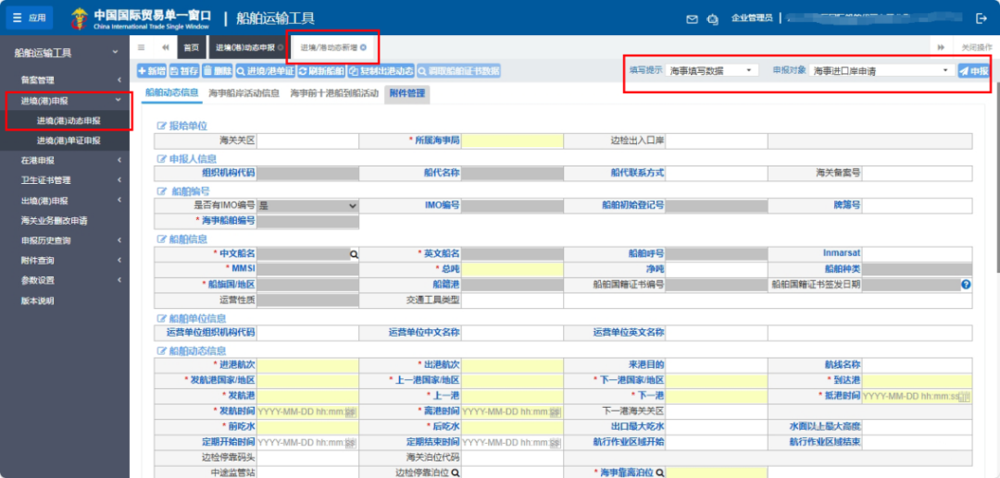 应用
中国国际贸易单一窗口
China International Trade Single Window
船舶运输工具
企业管理员
船舶运输工具
备案管理
进境(港)申报
进境(港)动态申报
进境(港)单证申报
在港申报
卫生证书管理
出境(港)申报
海关业务删改申请
申报历史查询
附件查询
参数设置
版本说明
首页
进境(港)动态申报
进境/港动态新增
关闭操作
新增 暂存 删除 进境/港单证 刷新船舶 复制出港动态 调取船舶证书数据
填写提示 海事填写数据 申报对象 海事进口岸申请 申报
船舶动态信息 海事船岸活动信息 海事前十港船到船活动 附件管理
报给单位
海关关区 * 所属海事局 边检出入口岸
申报人信息
组织机构代码 船代名称 船代联系方式 海关备案号
船舶编号
是否有IMO编号 是 IMO编号 船舶初始登记号 牌簿号
* 海事船舶编号
船舶信息
* 中文船名 * 英文船名 船舶呼号 Inmarsat
* MMSI * 总吨 净吨 船舶种类
* 船旗国/地区 船籍港 船舶国籍证书编号 船舶国籍证书签发日期
运营性质 交通工具类型
船舶单位信息
运营单位组织机构代码 运营单位中文名称 运营单位英文名称
船舶动态信息
* 进港航次 * 出港航次 来港目的 航线名称
* 发航港国家/地区 * 上一港国家/地区 * 下一港国家/地区 * 到达港
* 发航港 * 上一港 * 下一港 * 抵港时间 YYYY-MM-DD hh:mm:ss
* 发航时间 YYYY-MM-DD hh:mm: * 离港时间 YYYY-MM-DD hh:mm: 下一港海关关区
* 前吃水 * 后吃水 出口最大吃水 水面以上最大高度
定期开始时间 YYYY-MM-DD hh:mm: 定期结束时间 YYYY-MM-DD hh:mm: 航行作业区域开始 航行作业区域结束
边检停靠码头 海关泊位代码
中途监管站 边检停靠泊位 * 海事靠离泊位